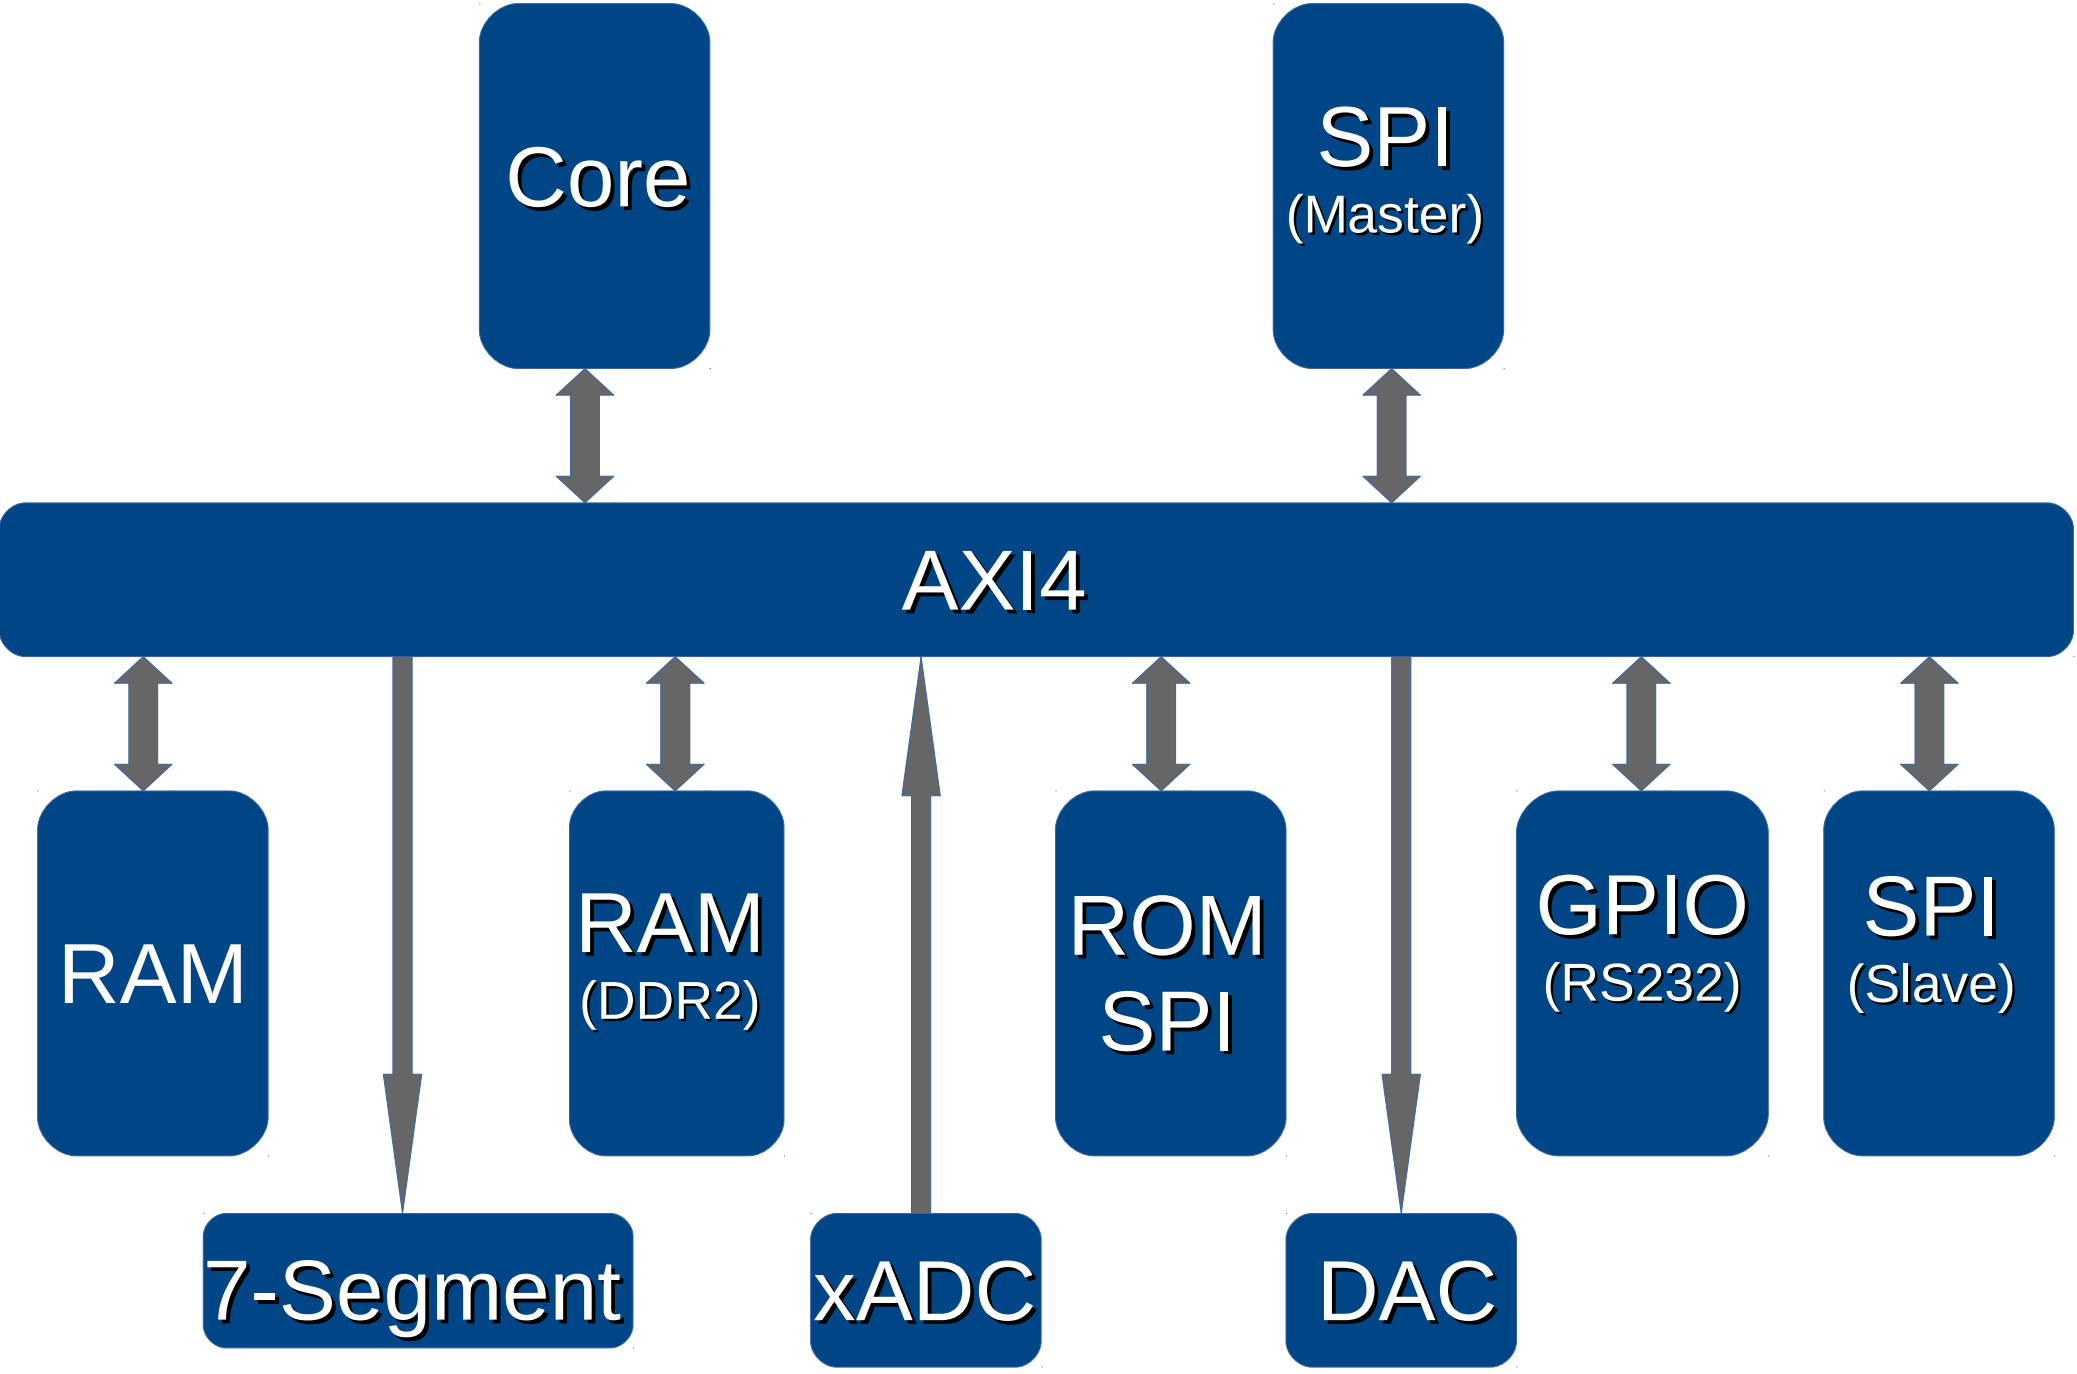 Core
SPI
(Master)
AXI4
RAM
RAM
(DDR2)
ROM
SPI
GPIO
(RS232)
SPI
(Slave)
7-Segment
xADC
DAC